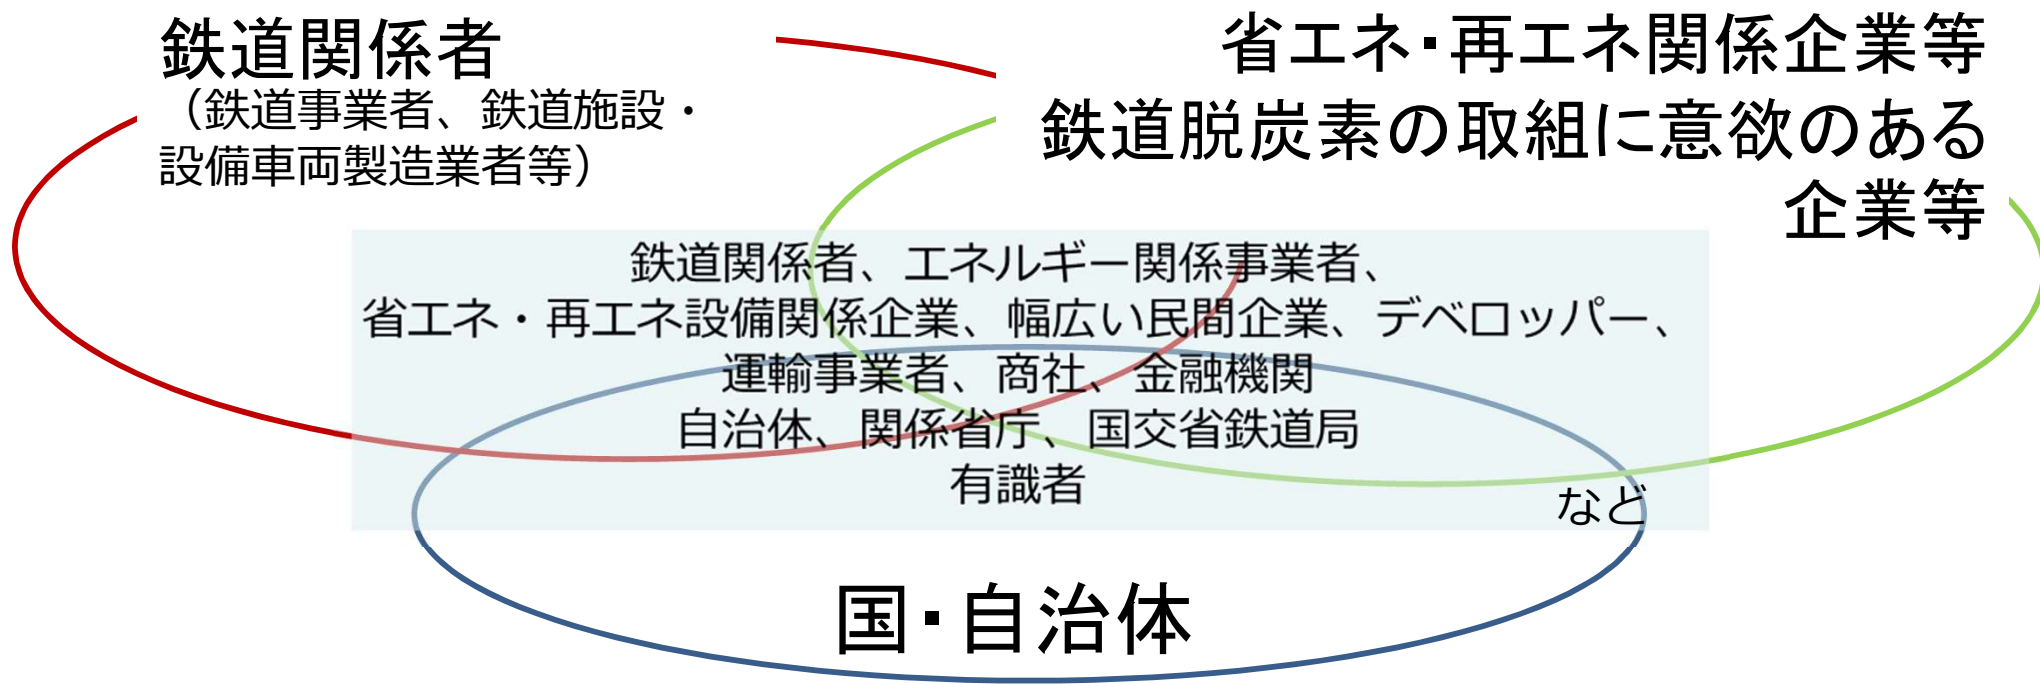 鉄道関係者
（鉄道事業者、鉄道施設・
設備車両製造業者等）
省エネ・再エネ関係企業等
鉄道脱炭素の取組に意欲のある
企業等
鉄道関係者、エネルギー関係事業者、
省エネ・再エネ設備関係企業、幅広い民間企業、デベロッパー、
運輸事業者、商社、金融機関
自治体、関係省庁、国交省鉄道局
有識者
など
国・自治体